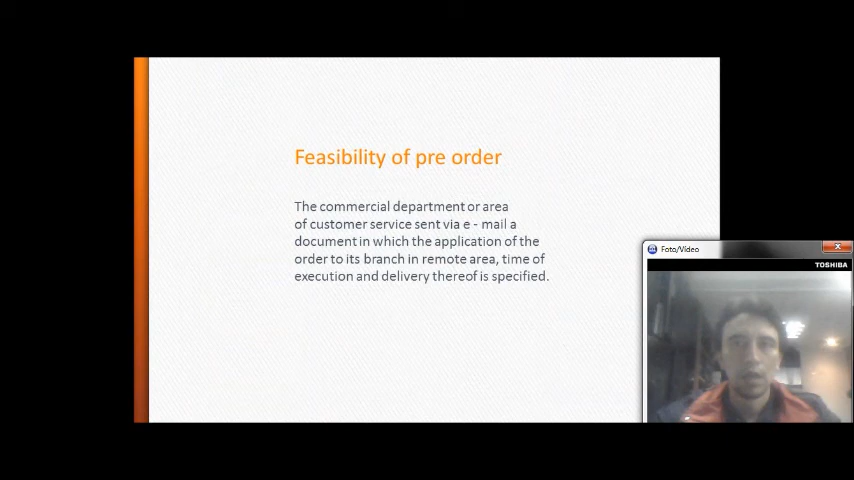 Feasibility of pre order
The commercial department or area
of customer service sent via e - mail a
document in which the application of the
order to its branch in remote area, time of
execution and delivery thereof is specified.
Foto/Vídeo
TOSHIBA